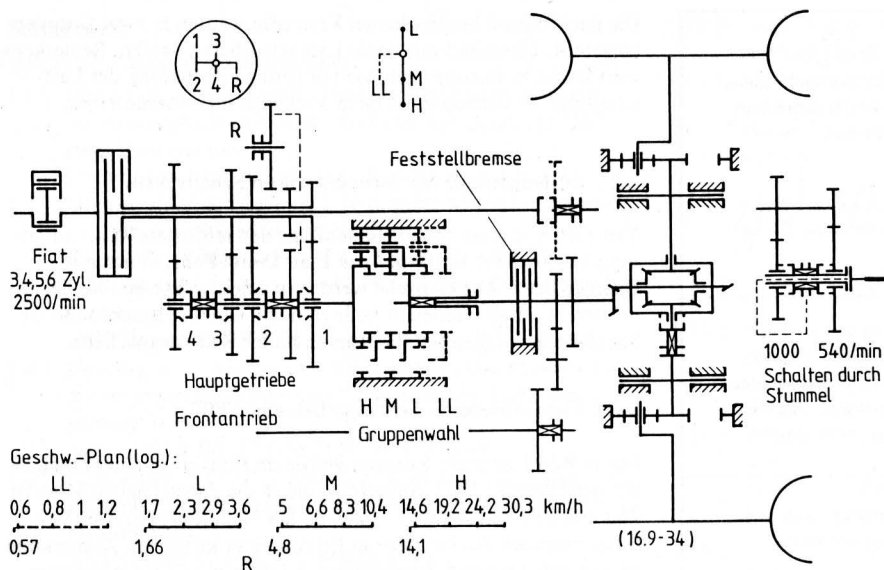 1 3
2 4 R
L
LL M
H
R
Feststellbremse
Fiat
3,4,5,6 Zyl.
2500/min
4 3 2 1
Hauptgetriebe
H M L LL
Frontantrieb
Gruppenwahl
1000 540/min
Schalten durch
Stummel
Geschw.-Plan(log.):
LL L M H
0,6 0,8 1 1,2 1,7 2,3 2,9 3,6 5 6,6 8,3 10,4 14,6 19,2 24,2 30,3 km/h
0,57 1,66 4,8 14,1
R
(16.9-34)